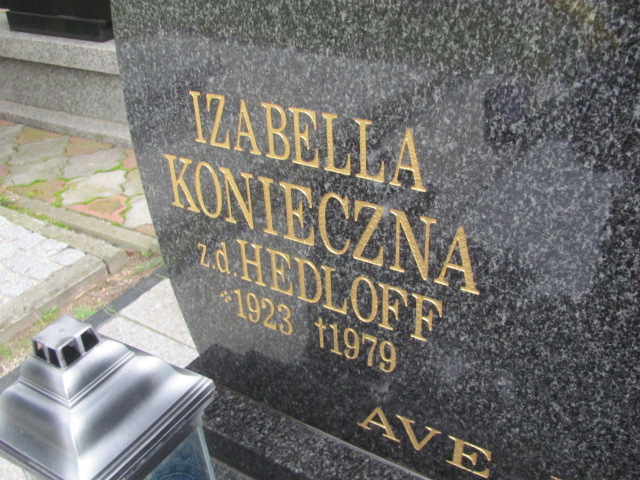 IZABELLA
KONIECZNA
z.d. HEDLOFF
* 1923 †1979
AVE